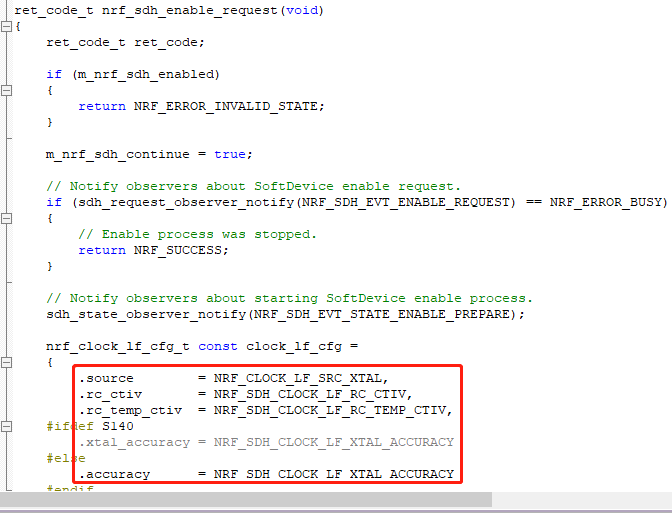 ret_code_t nrf_sdh_enable_request(void)
{
    ret_code_t ret_code;
    if (m_nrf_sdh_enabled)
    {
        return NRF_ERROR_INVALID_STATE;
    }
    m_nrf_sdh_continue = true;
    // Notify observers about SoftDevice enable request.
    if (sdh_request_observer_notify(NRF_SDH_EVT_ENABLE_REQUEST) == NRF_ERROR_BUSY)
    {
        // Enable process was stopped.
        return NRF_SUCCESS;
    }
    // Notify observers about starting SoftDevice enable process.
    sdh_state_observer_notify(NRF_SDH_EVT_STATE_ENABLE_PREPARE);
    nrf_clock_lf_cfg_t const clock_lf_cfg =
    {
        .source        = NRF_CLOCK_LF_SRC_XTAL,
        .rc_ctiv       = NRF_SDH_CLOCK_LF_RC_CTIV,
        .rc_temp_ctiv  = NRF_SDH_CLOCK_LF_RC_TEMP_CTIV,
    #ifdef S140
        .xtal_accuracy = NRF_SDH_CLOCK_LF_XTAL_ACCURACY
    #else
        .accuracy      = NRF_SDH_CLOCK_LF_XTAL_ACCURACY
    #endif